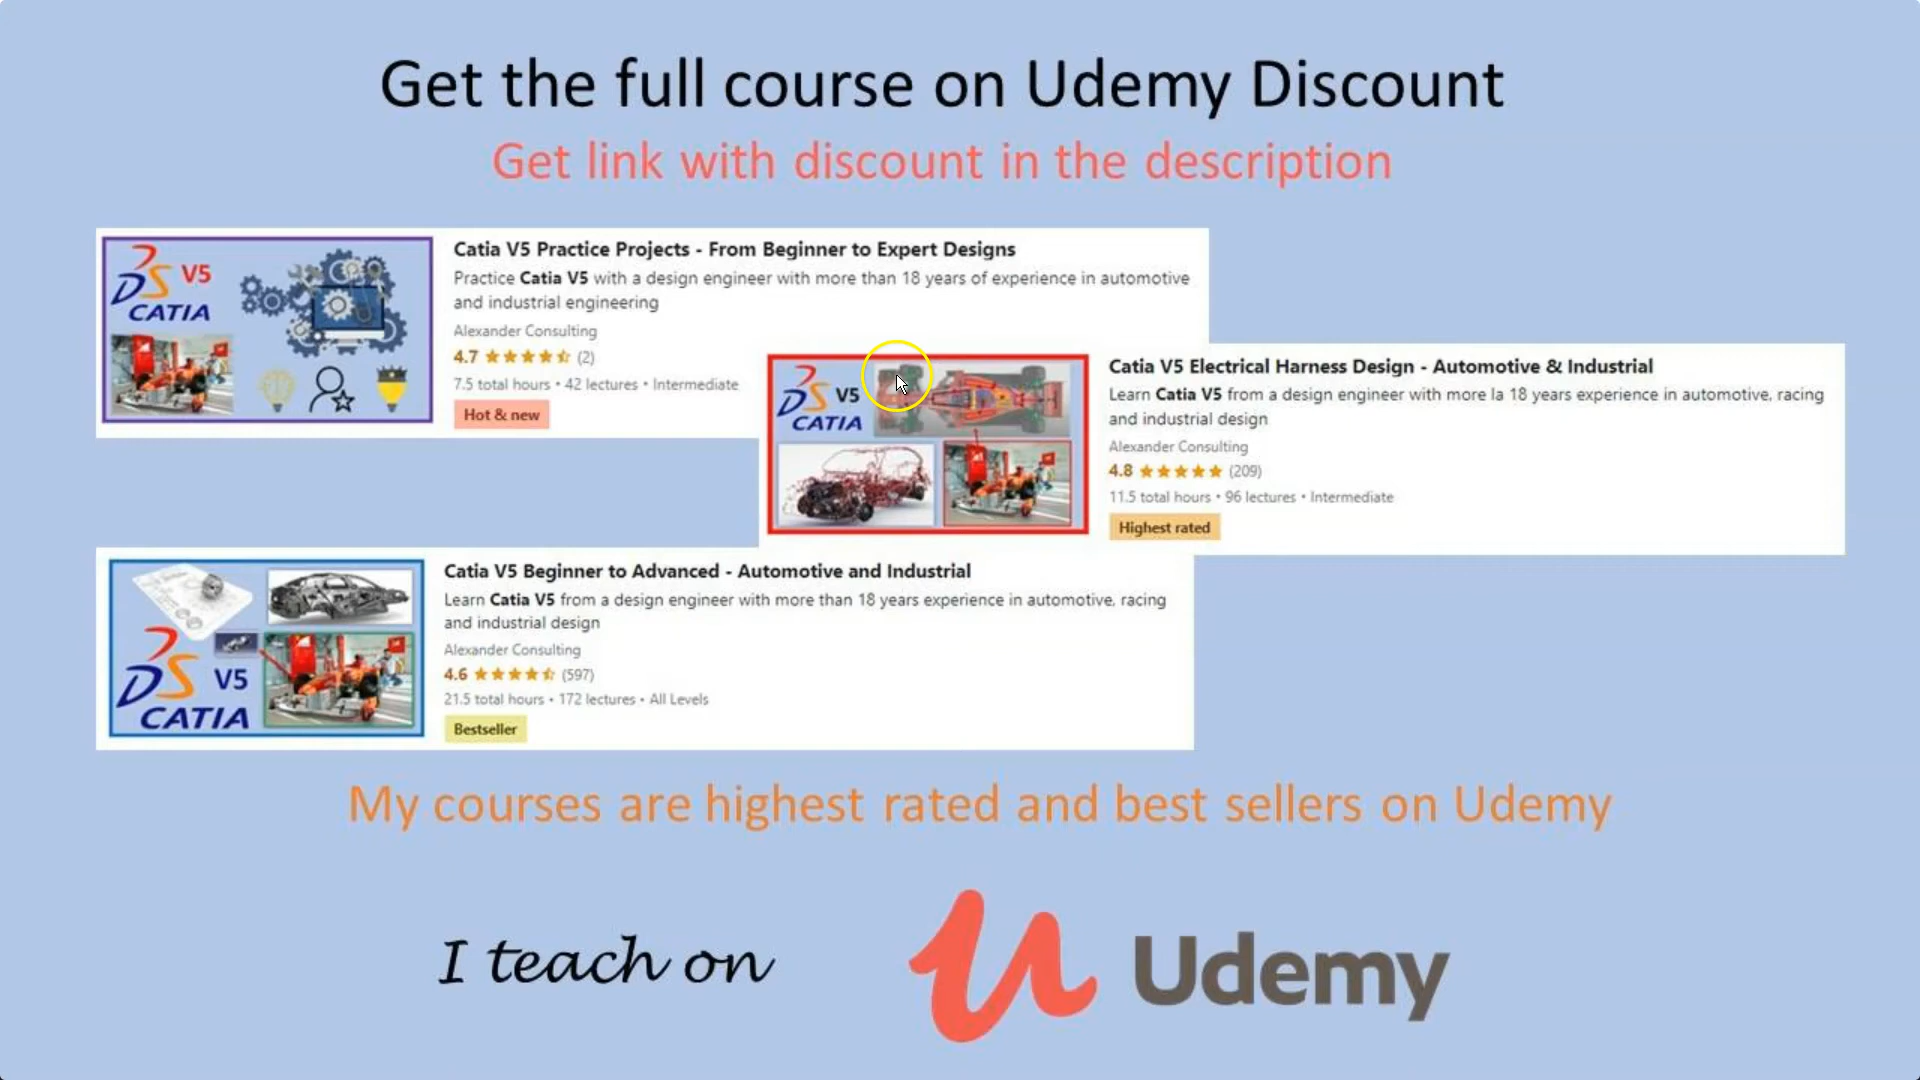 Get the full course on Udemy Discount
Get link with discount in the description
V5
CATIA
Catia V5 Practice Projects - From Beginner to Expert Designs
Practice Catia V5 with a design engineer with more than 18 years of experience in automotive
and industrial engineering
Alexander Consulting
4.7 (2)
7.5 total hours • 42 lectures • Intermediate
Hot & new
V5
CATIA
Catia V5 Electrical Harness Design - Automotive & Industrial
Learn Catia V5 from a design engineer with more la 18 years experience in automotive, racing
and industrial design
Alexander Consulting
4.8 (209)
11.5 total hours • 96 lectures • Intermediate
Highest rated
V5
CATIA
Catia V5 Beginner to Advanced - Automotive and Industrial
Learn Catia V5 from a design engineer with more than 18 years experience in automotive, racing
and industrial design
Alexander Consulting
4.6 (597)
21.5 total hours • 172 lectures • All Levels
Bestseller
My courses are highest rated and best sellers on Udemy
I teach on
Udemy